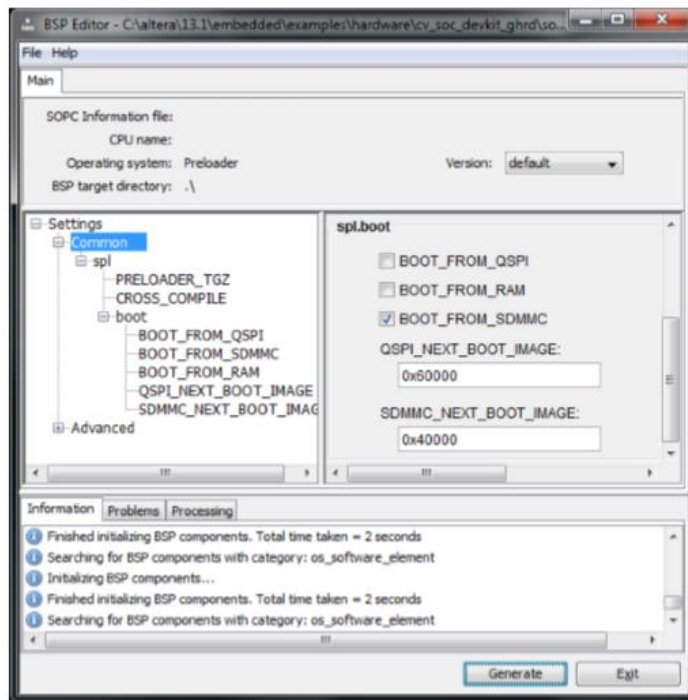 BSP Editor - C:\altera\13.1\embedded\examples\hardware\cv_soc_devkit_ghrd\so...
File Help
Main
SOPC Information file:
CPU name:
Operating system: Preloader
Version: default
BSP target directory: .\
Settings
Common
spl
PRELOADER_TGZ
CROSS_COMPILE
boot
BOOT_FROM_QSPI
BOOT_FROM_SDMMC
BOOT_FROM_RAM
QSPI_NEXT_BOOT_IMAGE
SDMMC_NEXT_BOOT_IMAG
Advanced
spl.boot
BOOT_FROM_QSPI
BOOT_FROM_RAM
BOOT_FROM_SDMMC
QSPI_NEXT_BOOT_IMAGE:
0x60000
SDMMC_NEXT_BOOT_IMAGE:
0x40000
Information Problems Processing
Finished initializing BSP components. Total time taken = 2 seconds
Searching for BSP components with category: os_software_element
Initializing BSP components...
Finished initializing BSP components. Total time taken = 2 seconds
Searching for BSP components with category: os_software_element
Generate Exit